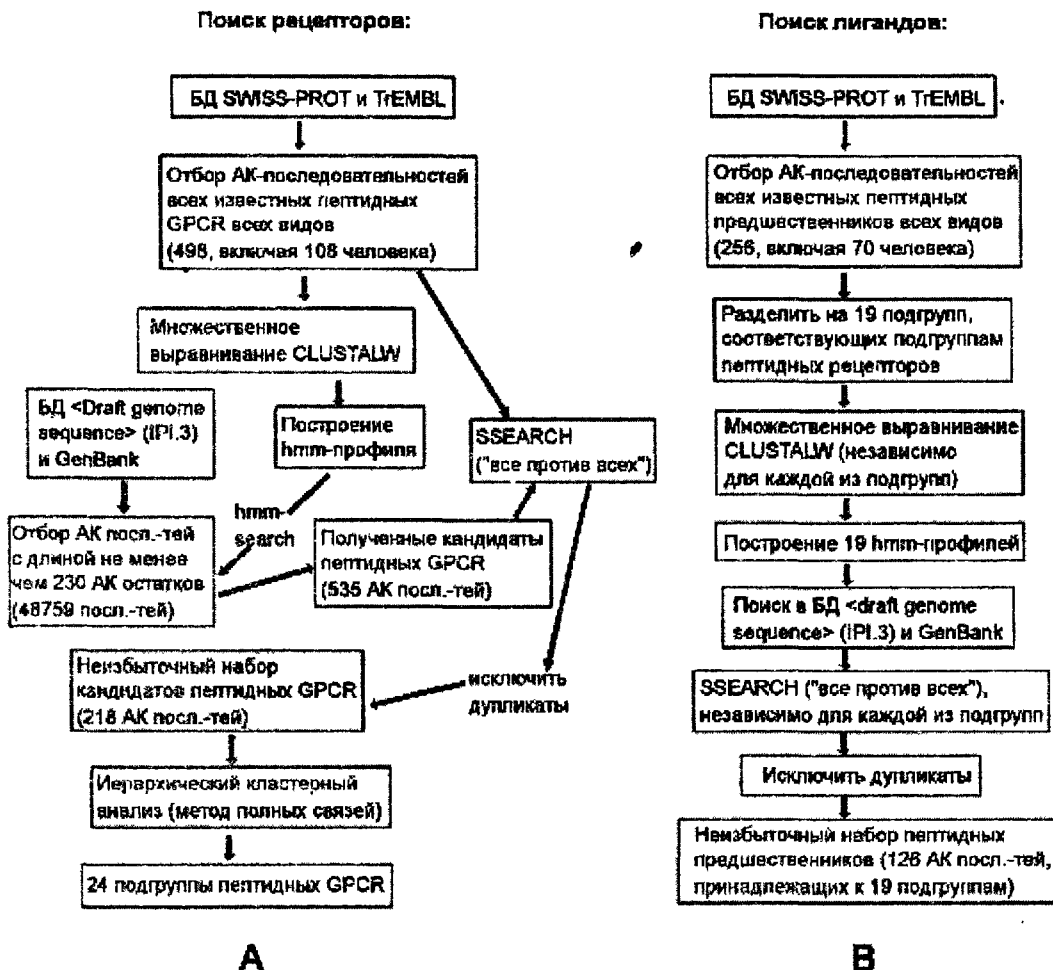 Поиск рецепторов:
БД SWISS-PROT и TrEMBL
Отбор АК-последовательностей
всех известных пептидных
GPCR всех видов
(498, включая 108 человека)
Множественное
выравнивание CLUSTALW
БД <Draft genome
sequence> (IPI.3)
и GenBank
Построение
hmm-профиля
SSEARCH
("все против всех")
hmm-
search
Отбор АК посл.-тей
с длиной не менее
чем 230 АК остатков
(48759 посл.-тей)
Полученные кандидаты
пептидных GPCR
(535 АК посл.-тей)
Неизбыточный набор
кандидатов пептидных GPCR
(218 АК посл.-тей)
исключить
дупликаты
Иерархический кластерный
анализ (метод полных связей)
24 подгруппы пептидных GPCR
A
Поиск лигандов:
БД SWISS-PROT и TrEMBL
Отбор АК-последовательностей
всех известных пептидных
предшественников всех видов
(256, включая 70 человека)
Разделить на 19 подгрупп,
соответствующих подгруппам
пептидных рецепторов
Множественное выравнивание
CLUSTALW (независимо
для каждой из подгрупп)
Построение 19 hmm-профилей
Поиск в БД <draft genome
sequence> (IPI.3) и GenBank
SSEARCH ("все против всех"),
независимо для каждой из подгрупп
Исключить дупликаты
Неизбыточный набор пептидных
предшественников (126 АК посл.-тей,
принадлежащих к 19 подгруппам)
B